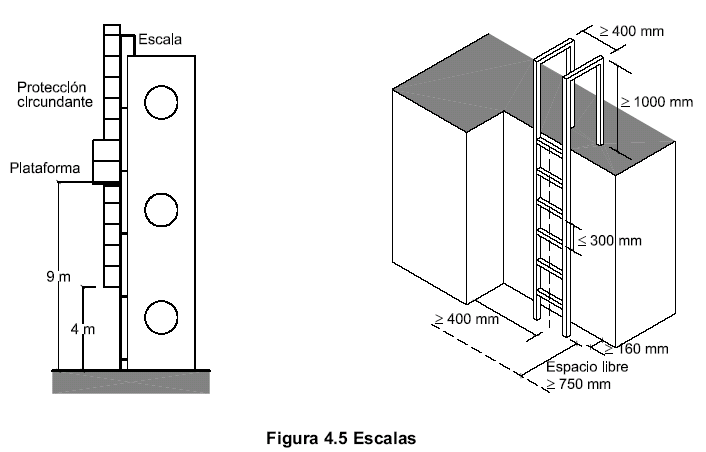 Escala
Protección
circundante
Plataforma
9 m
4 m
≥ 400 mm
≥ 1000 mm
≤ 300 mm
≥ 400 mm
≥ 160 mm
Espacio libre
≥ 750 mm
Figura 4.5 Escalas